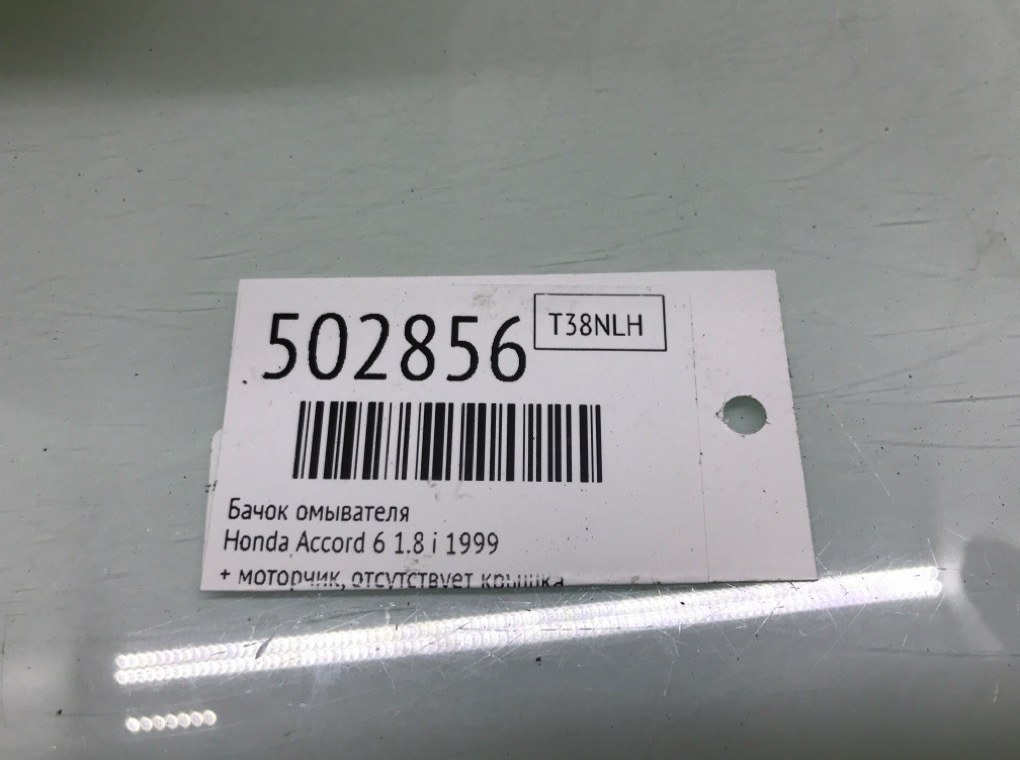 502856
T38NLH
Бачок омывателя
Honda Accord 6 1.8 i 1999
+ моторчик, отсутствует крышка